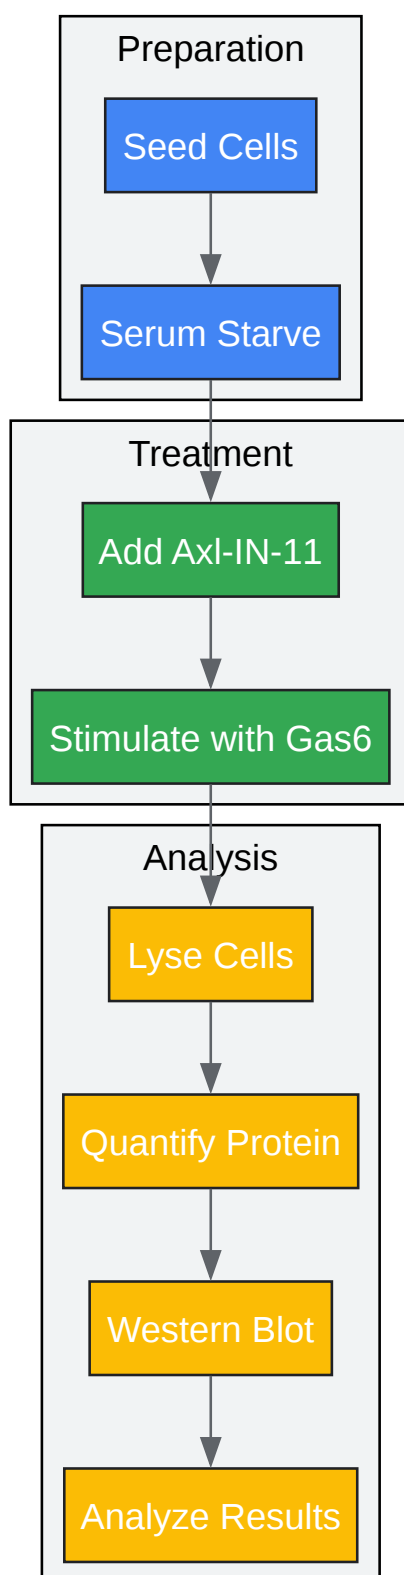 Preparation
Seed Cells
Serum Starve
Treatment
Add Axl-IN-11
Stimulate with Gas6
Analysis
Lyse Cells
Quantify Protein
Western Blot
Analyze Results